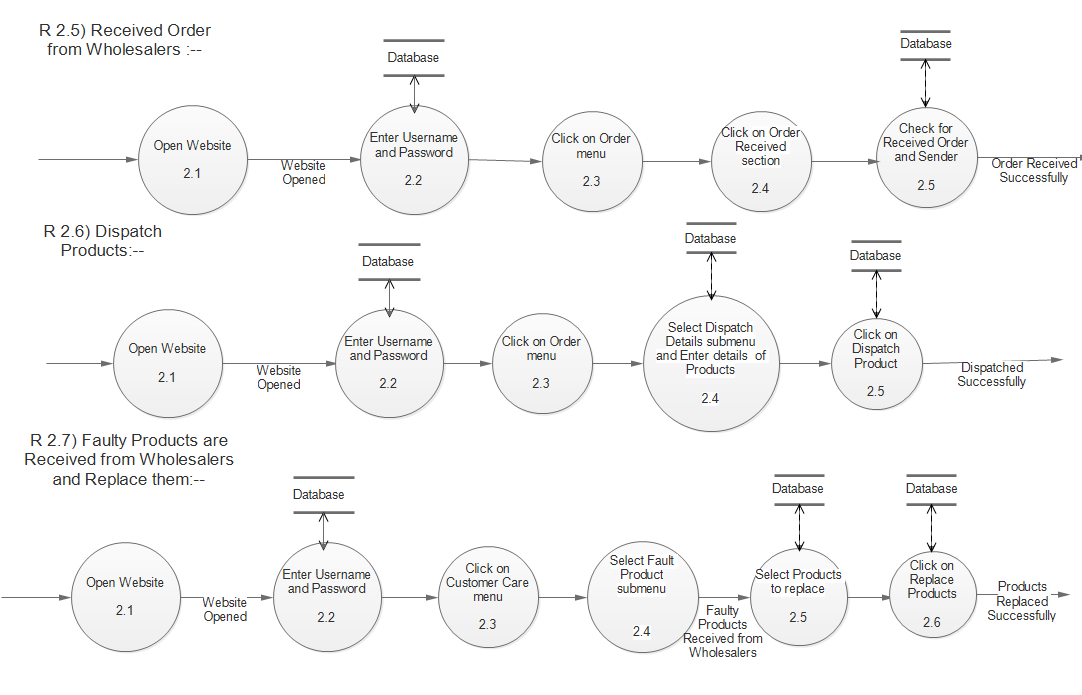 R 2.5) Received Order
from Wholesalers :--
Database
Database
Open Website
2.1
Website
Opened
Enter Username
and Password
2.2
Click on Order
menu
2.3
Click on Order
Received
section
2.4
Check for
Received Order
and Sender
2.5
Order Received
Successfully
R 2.6) Dispatch
Products:--
Database
Database
Database
Open Website
2.1
Website
Opened
Enter Username
and Password
2.2
Click on Order
menu
2.3
Select Dispatch
Details submenu
and Enter details of
Products
2.4
Click on
Dispatch
Product
2.5
Dispatched
Successfully
R 2.7) Faulty Products are
Received from Wholesalers
and Replace them:--
Database
Database
Database
Open Website
2.1
Website
Opened
Enter Username
and Password
2.2
Click on
Customer Care
menu
2.3
Select Fault
Product
submenu
2.4
Faulty
Products
Received from
Wholesalers
Select Products
to replace
2.5
Click on
Replace
Products
2.6
Products
Replaced
Successfully